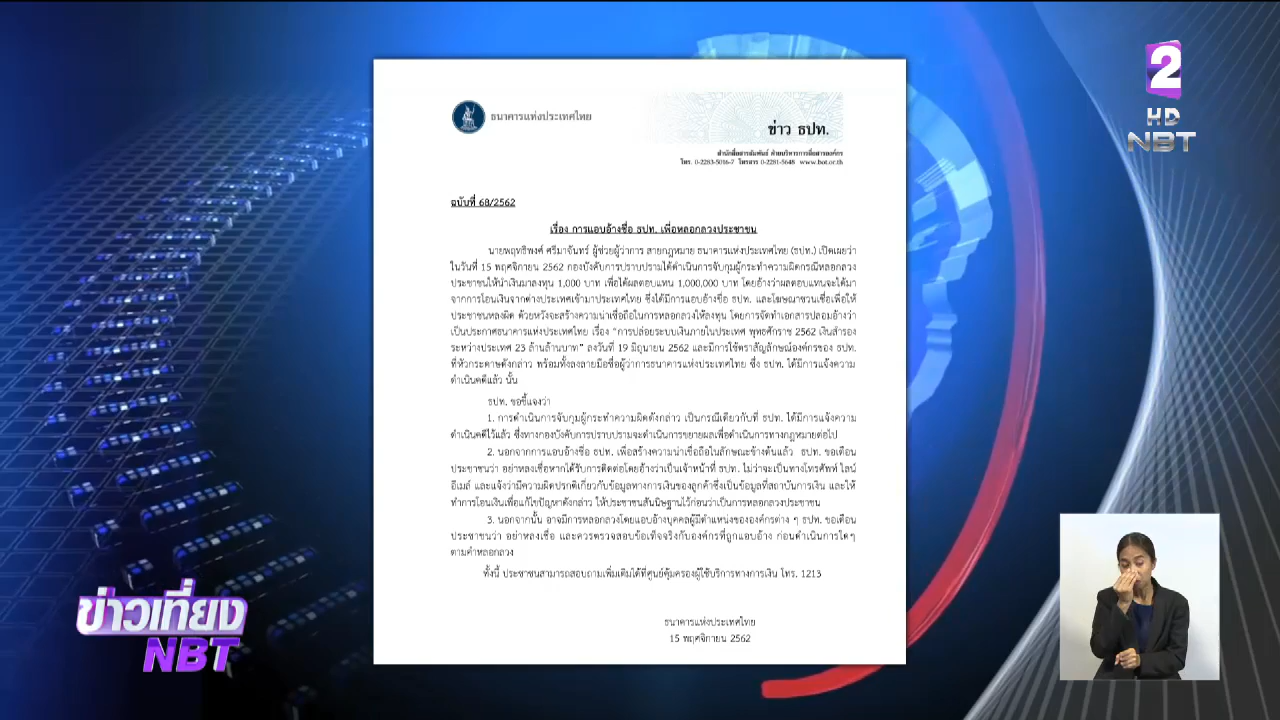 2
HD
NBT
ธนาคารแห่งประเทศไทย
ข่าว ธปท.
สำนักสื่อสารสัมพันธ์ ฝ่ายบริหารการสื่อสารองค์กร
โทร. 0-2283-5016-7 โทรสาร 0-2281-5648 www.bot.or.th
ฉบับที่ 68/2562
เรื่อง การแอบอ้างชื่อ ธปท. เพื่อหลอกลวงประชาชน
นายพฤทธิพงศ์ ศรีมาจันทร์ ผู้ช่วยผู้ว่าการ สายกฎหมาย ธนาคารแห่งประเทศไทย (ธปท.) เปิดเผยว่า
ในวันที่ 15 พฤศจิกายน 2562 กองบังคับการปราบปรามได้ดำเนินการจับกุมผู้กระทำความผิดกรณีหลอกลวง
ประชาชนให้นำเงินมาลงทุน 1,000 บาท เพื่อได้ผลตอบแทน 1,000,000 บาท โดยอ้างว่าผลตอบแทนจะได้มา
จากการโอนเงินจากต่างประเทศเข้ามาประเทศไทย ซึ่งได้มีการแอบอ้างชื่อ ธปท. และโฆษณาชวนเชื่อเพื่อให้
ประชาชนหลงผิด ด้วยหวังจะสร้างความน่าเชื่อถือในการหลอกลวงให้ลงทุน โดยการจัดทำเอกสารปลอมอ้างว่า
เป็นประกาศธนาคารแห่งประเทศไทย เรื่อง "การปล่อยระบบเงินภายในประเทศ พุทธศักราช 2562 เงินสำรอง
ระหว่างประเทศ 23 ล้านล้านบาท" ลงวันที่ 19 มิถุนายน 2562 และมีการใช้ตราสัญลักษณ์องค์กรของ ธปท.
ที่หัวกระดาษดังกล่าว พร้อมทั้งลงลายมือชื่อผู้ว่าการธนาคารแห่งประเทศไทย ซึ่ง ธปท. ได้มีการแจ้งความ
ดำเนินคดีแล้ว นั้น
ธปท. ขอชี้แจงว่า
1. การดำเนินการจับกุมผู้กระทำความผิดดังกล่าว เป็นกรณีเดียวกับที่ ธปท. ได้มีการแจ้งความ
ดำเนินคดีไว้แล้ว ซึ่งทางกองบังคับการปราบปรามจะดำเนินการขยายผลเพื่อดำเนินการทางกฎหมายต่อไป
2. นอกจากการแอบอ้างชื่อ ธปท. เพื่อสร้างความน่าเชื่อถือในลักษณะข้างต้นแล้ว ธปท. ขอเตือน
ประชาชนว่า อย่าหลงเชื่อหากได้รับการติดต่อโดยอ้างว่าเป็นเจ้าหน้าที่ ธปท. ไม่ว่าจะเป็นทางโทรศัพท์ ไลน์
อีเมล์ และแจ้งว่ามีความผิดปรกติเกี่ยวกับข้อมูลทางการเงินของลูกค้าซึ่งเป็นข้อมูลที่สถาบันการเงิน และให้
ทำการโอนเงินเพื่อแก้ไขปัญหาดังกล่าว ให้ประชาชนสันนิษฐานไว้ก่อนว่าเป็นการหลอกลวงประชาชน
3. นอกจากนั้น อาจมีการหลอกลวงโดยแอบอ้างบุคคลผู้มีตำแหน่งขององค์กรต่าง ๆ ธปท. ขอเตือน
ประชาชนว่า อย่าหลงเชื่อ และควรตรวจสอบข้อเท็จจริงกับองค์กรที่ถูกแอบอ้าง ก่อนดำเนินการใดๆ
ตามคำหลอกลวง
ทั้งนี้ ประชาชนสามารถสอบถามเพิ่มเติมได้ที่ศูนย์คุ้มครองผู้ใช้บริการทางการเงิน โทร. 1213
ธนาคารแห่งประเทศไทย
15 พฤศจิกายน 2562
ข่าวเที่ยง
NBT